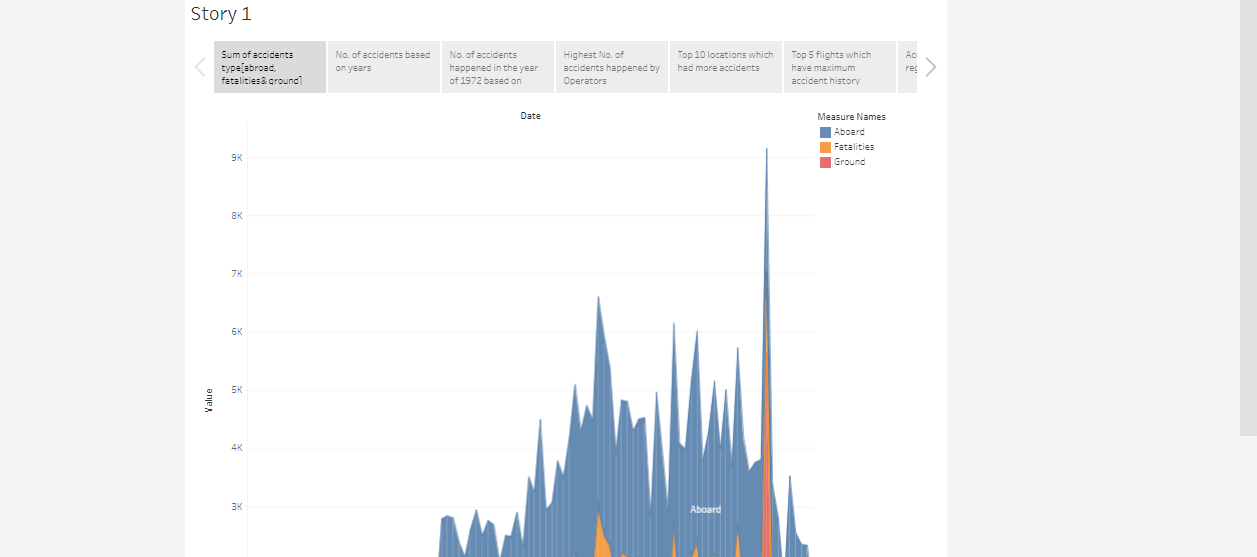 Story 1
Sum of accidents
type[abroad,
fatalities& ground]
No. of accidents based
on years
No. of accidents
happened in the year
of 1972 based on
Highest No. of
accidents happened by
Operators
Top 10 locations which
had more accidents
Top 5 flights which
have maximum
accident history
Date
Measure Names
Aboard
Fatalities
Ground
9K
8K
7K
6K
5K
Value
4K
3K
Aboard